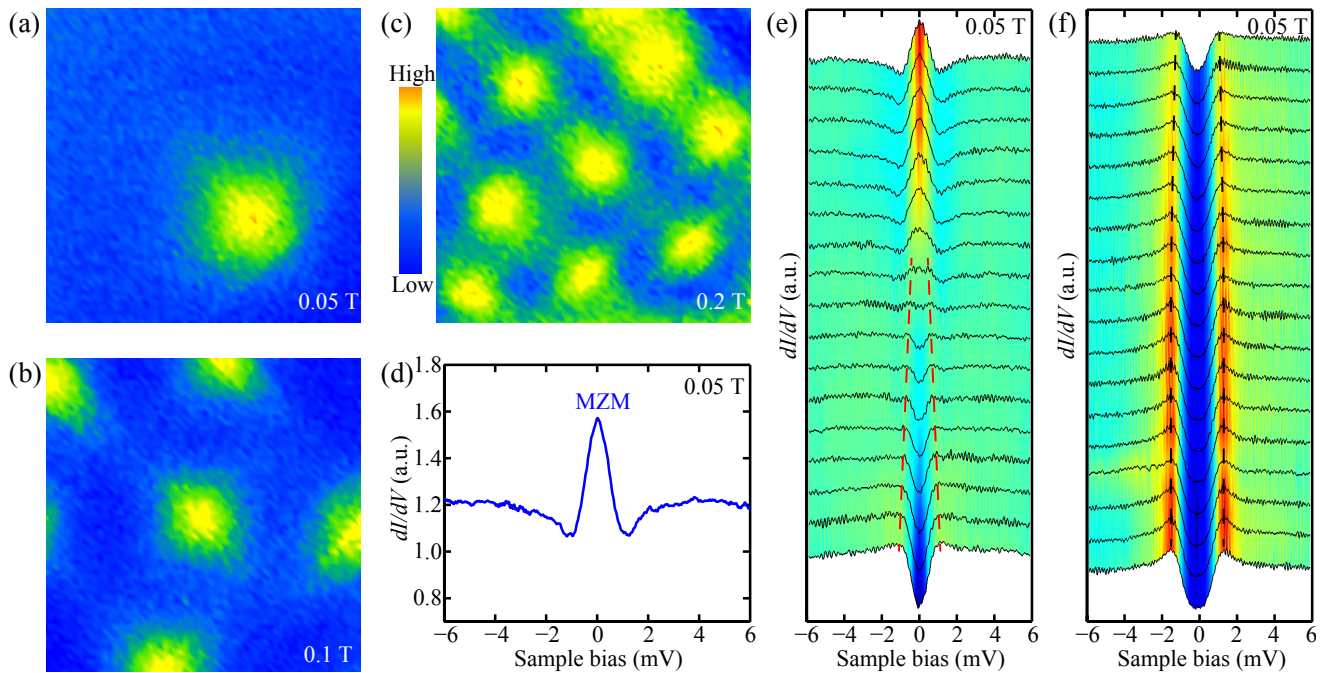 (a)
0.05 T
(b)
0.1 T
(c)
High
Low
0.2 T
(d)
0.05 T
MZM
dI/dV (a.u.)
1.8
1.6
1.4
1.2
1.0
0.8
−6 −4 −2 0 2 4 6
Sample bias (mV)
(e)
0.05 T
dI/dV (a.u.)
−6 −4 −2 0 2 4 6
Sample bias (mV)
(f)
0.05 T
dI/dV (a.u.)
−6 −4 −2 0 2 4 6
Sample bias (mV)